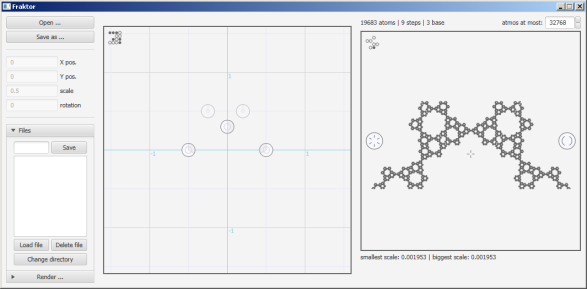 Fraktor
Open ...
Save as ...
0 X pos.
0 Y pos.
0.5 scale
0 rotation
Files
Save
Load file Delete file
Change directory
Render ...
1
-1 1
-1
19683 atoms | 9 steps | 3 base
atmos at most: 32768
smallest scale: 0.001953 | biggest scale: 0.001953